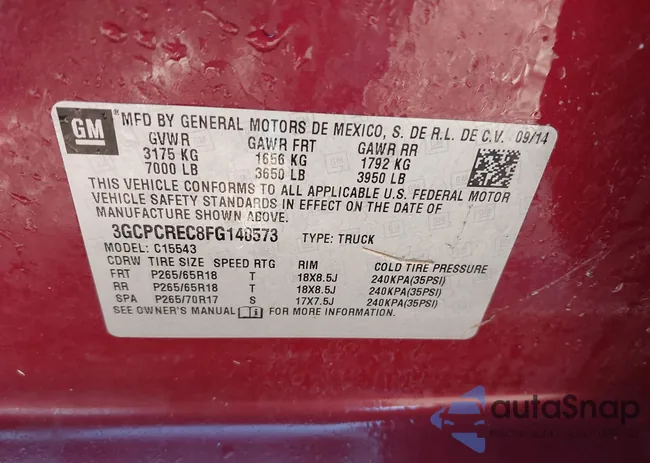 GM
MFD BY GENERAL MOTORS DE MEXICO, S. DE R.L. DE C.V. 09/14
GVWR GAWR FRT GAWR RR
3175 KG 1656 KG 1792 KG
7000 LB 3650 LB 3950 LB
THIS VEHICLE CONFORMS TO ALL APPLICABLE U.S. FEDERAL MOTOR
VEHICLE SAFETY STANDARDS IN EFFECT ON THE DATE OF
MANUFACTURE SHOWN ABOVE.
3GCPCREC8FG140573 TYPE: TRUCK
MODEL: C15543
CDRW TIRE SIZE SPEED RTG RIM COLD TIRE PRESSURE
FRT P265/65R18 T 18X8.5J 240KPA(35PSI)
RR P265/65R18 T 18X8.5J 240KPA(35PSI)
SPA P265/70R17 S 17X7.5J 240KPA(35PSI)
SEE OWNER'S MANUAL FOR MORE INFORMATION.
autaSnap